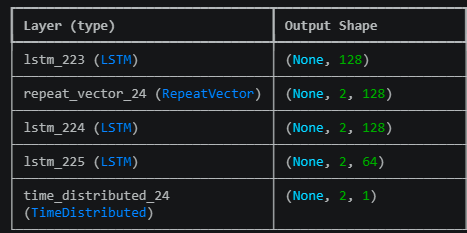 Layer (type) Output Shape
lstm_223 (LSTM) (None, 128)
repeat_vector_24 (RepeatVector) (None, 2, 128)
lstm_224 (LSTM) (None, 2, 128)
lstm_225 (LSTM) (None, 2, 64)
time_distributed_24 (None, 2, 1)
(TimeDistributed)